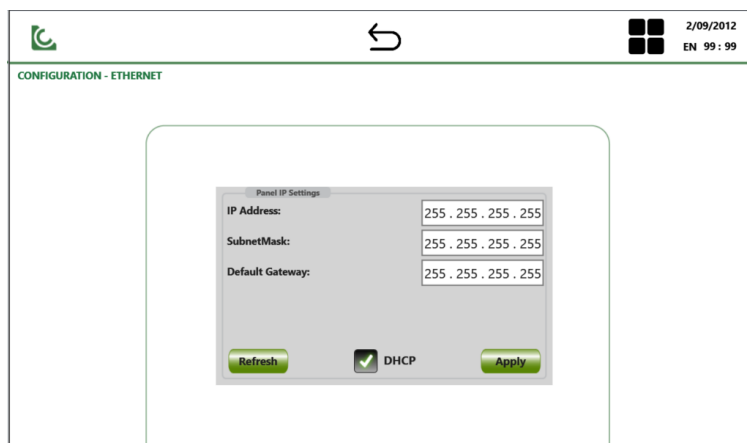 2/09/2012
EN 99 : 99
CONFIGURATION - ETHERNET
Panel IP Settings
IP Address: 255 . 255 . 255 . 255
SubnetMask: 255 . 255 . 255 . 255
Default Gateway: 255 . 255 . 255 . 255
Refresh DHCP Apply